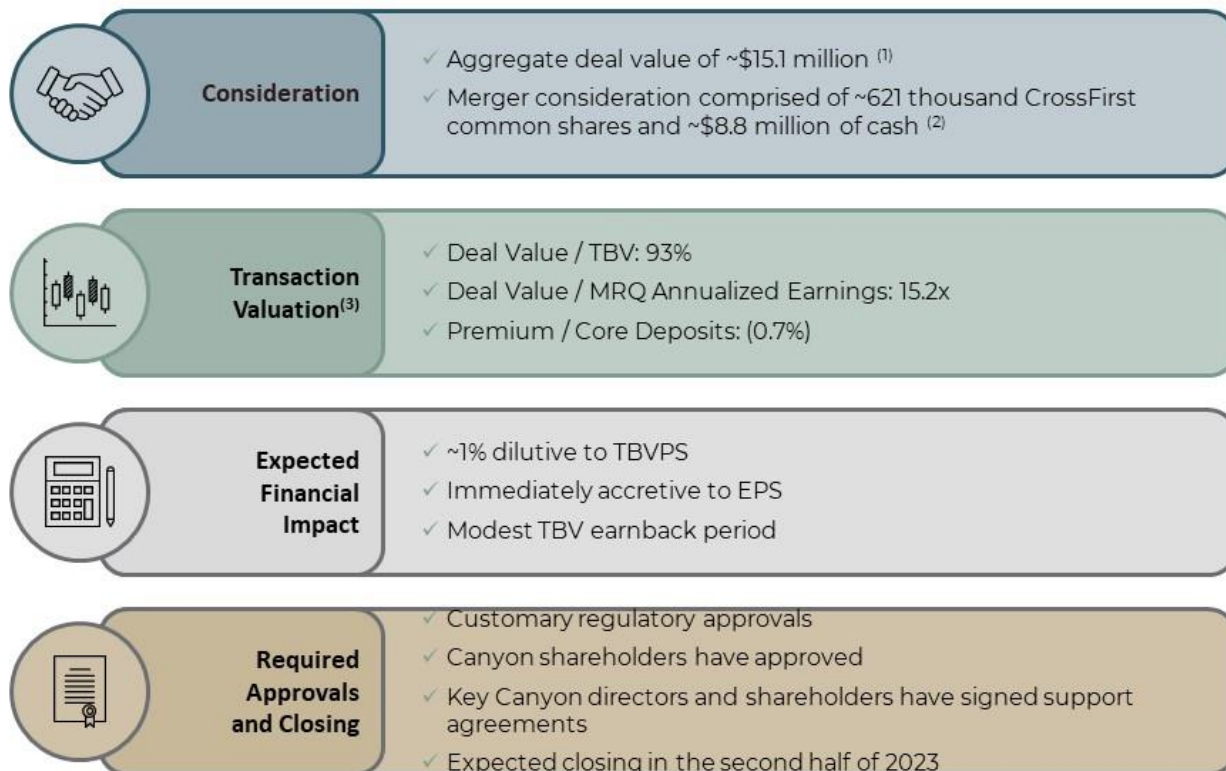 Consideration
✓ Aggregate deal value of ~$15.1 million (1)
✓ Merger consideration comprised of ~621 thousand CrossFirst
common shares and ~$8.8 million of cash (2)
Transaction
Valuation(3)
✓ Deal Value / TBV: 93%
✓ Deal Value / MRQ Annualized Earnings: 15.2x
✓ Premium / Core Deposits: (0.7%)
Expected
Financial
Impact
✓ ~1% dilutive to TBVPS
✓ Immediately accretive to EPS
✓ Modest TBV earnback period
Required
Approvals
and Closing
✓ Customary regulatory approvals
✓ Canyon shareholders have approved
✓ Key Canyon directors and shareholders have signed support
agreements
✓ Expected closing in the second half of 2023